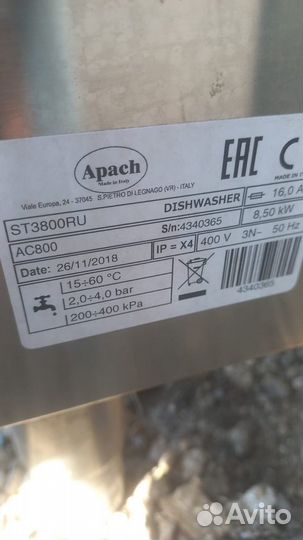 Apach
Made in Italy
Viale Europa, 24 - 37045 S.PIETRO DI LEGNAGO (VR) - ITALY
EAC
MADE IN
DISHWASHER
16,0 A
ST3800RU
S/n:4340365
8,50 kW
AC800
IP = X4
400 V 3N~ 50 Hz
Date: 26/11/2018
15÷60 °C
2,0÷4,0 bar
200÷400 kPa
4340365
Avito